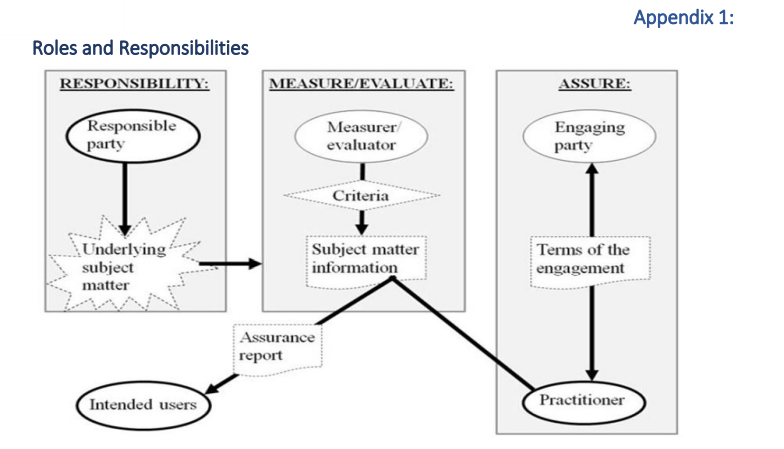 Appendix 1:
Roles and Responsibilities
RESPONSIBILITY:
Responsible
party
Underlying
subject
matter
MEASURE/EVALUATE:
Measurer/
evaluator
Criteria
Subject matter
information
ASSURE:
Engaging
party
Terms of the
engagement
Practitioner
Assurance
report
Intended users